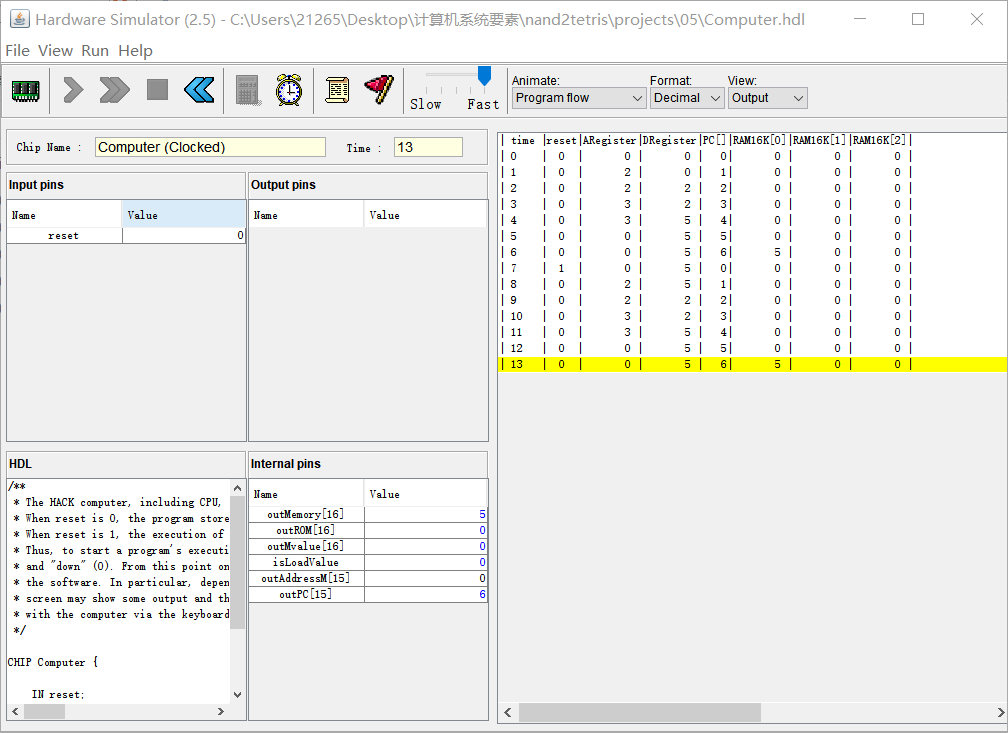 Hardware Simulator (2.5) - C:\Users\21265\Desktop\计算机系统要素\nand2tetris\projects\05\Computer.hdl
File View Run Help
Slow Fast
Animate: Format: View:
Program flow Decimal Output
Chip Name : Computer (Clocked) Time : 13
Input pins
Name Value
reset 0
Output pins
Name Value
HDL
/**
* The HACK computer, including CPU,
* When reset is 0, the program store
* When reset is 1, the execution of
* Thus, to start a program's executi
* and "down" (0). From this point on
* the software. In particular, depen
* screen may show some output and th
* with the computer via the keyboard
*/
CHIP Computer {
IN reset;
Internal pins
Name Value
outMemory[16] 5
outROM[16] 0
outMvalue[16] 0
isLoadValue 0
outAddressM[15] 0
outPC[15] 6
| time |reset|ARegister|DRegister|PC[]|RAM16K[0]|RAM16K[1]|RAM16K[2]|
| 0 | 0 | 0 | 0 | 0| 0 | 0 | 0 |
| 1 | 0 | 2 | 0 | 1| 0 | 0 | 0 |
| 2 | 0 | 2 | 2 | 2| 0 | 0 | 0 |
| 3 | 0 | 3 | 2 | 3| 0 | 0 | 0 |
| 4 | 0 | 3 | 5 | 4| 0 | 0 | 0 |
| 5 | 0 | 0 | 5 | 5| 0 | 0 | 0 |
| 6 | 0 | 0 | 5 | 6| 5 | 0 | 0 |
| 7 | 1 | 0 | 5 | 0| 0 | 0 | 0 |
| 8 | 0 | 2 | 5 | 1| 0 | 0 | 0 |
| 9 | 0 | 2 | 2 | 2| 0 | 0 | 0 |
| 10 | 0 | 3 | 2 | 3| 0 | 0 | 0 |
| 11 | 0 | 3 | 5 | 4| 0 | 0 | 0 |
| 12 | 0 | 0 | 5 | 5| 0 | 0 | 0 |
| 13 | 0 | 0 | 5 | 6| 5 | 0 | 0 |